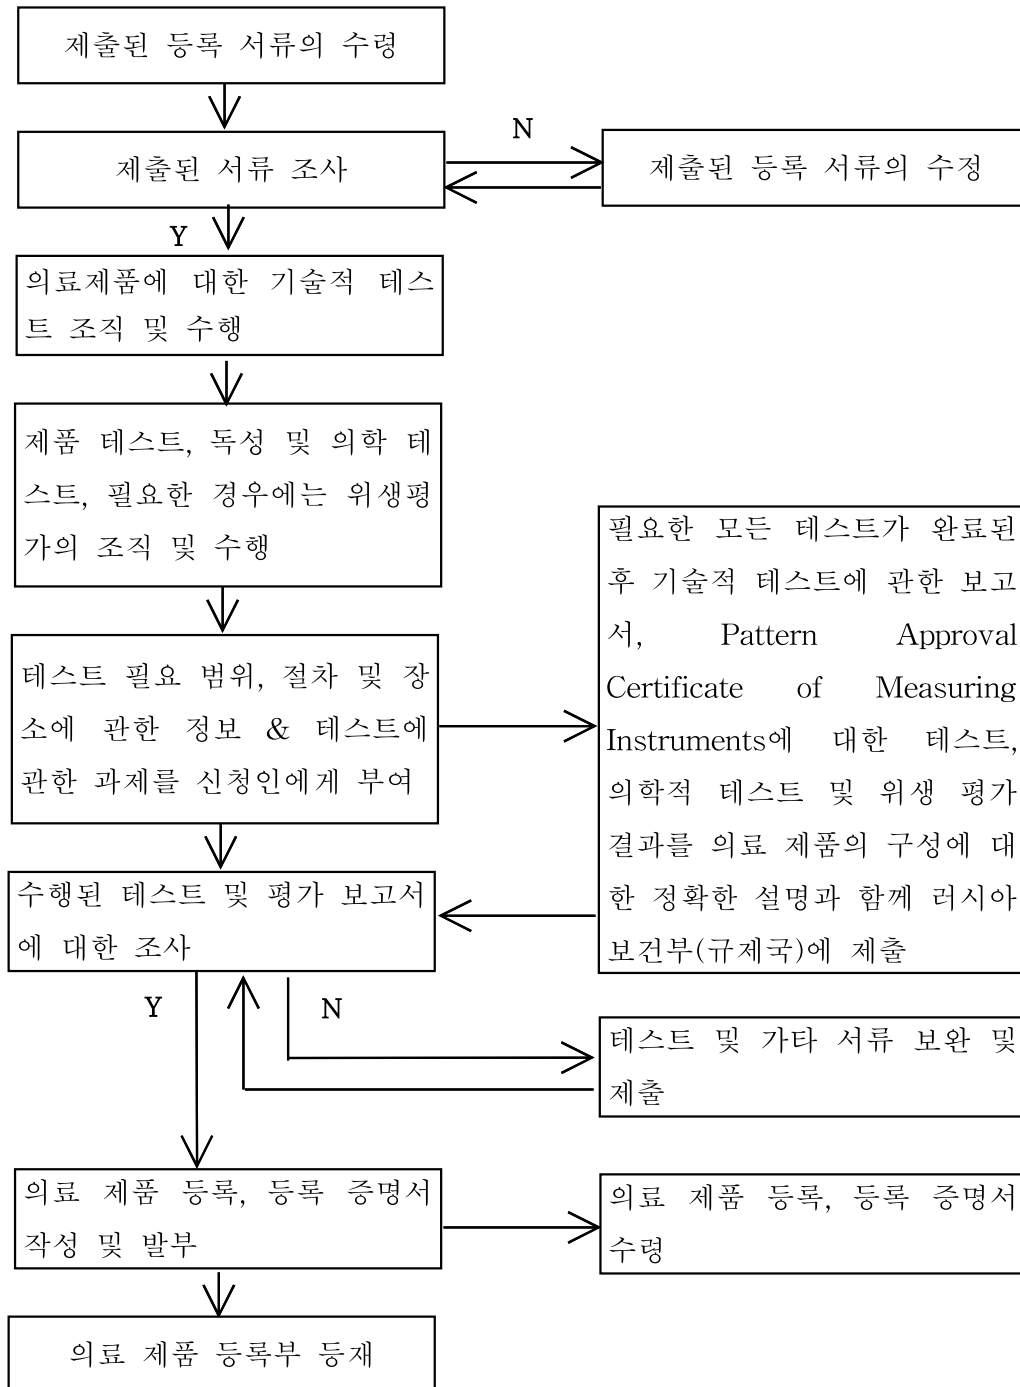 제출된 등록 서류의 수령
N
제출된 서류 조사
제출된 등록 서류의 수정
Y
의료제품에 대한 기술적 테스
트 조직 및 수행
제품 테스트, 독성 및 의학 테
스트, 필요한 경우에는 위생평
가의 조직 및 수행
필요한 모든 테스트가 완료된
후 기술적 테스트에 관한 보고
서, Pattern Approval
Certificate of Measuring
Instruments에 대한 테스트,
의학적 테스트 및 위생 평가
결과를 의료 제품의 구성에 대
한 정확한 설명과 함께 러시아
보건부(규제국)에 제출
테스트 필요 범위, 절차 및 장
소에 관한 정보 & 테스트에
관한 과제를 신청인에게 부여
수행된 테스트 및 평가 보고서
에 대한 조사
Y
N
테스트 및 가타 서류 보완 및
제출
의료 제품 등록, 등록 증명서
작성 및 발부
의료 제품 등록, 등록 증명서
수령
의료 제품 등록부 등재